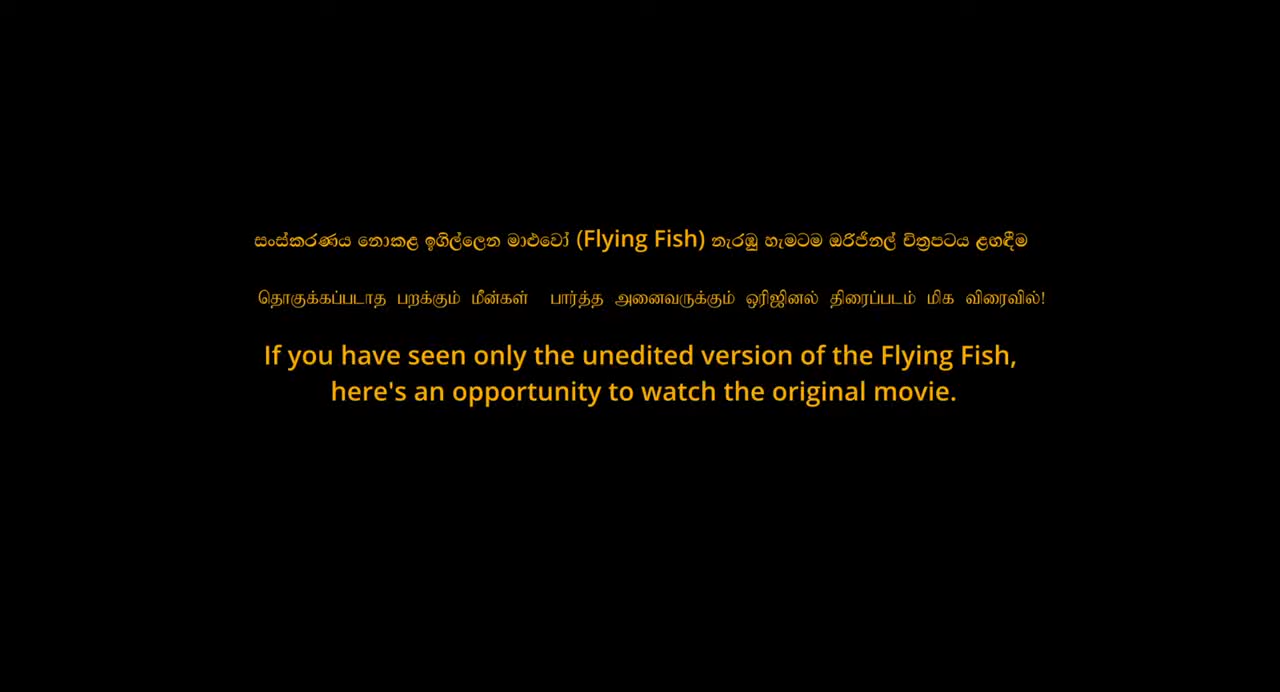 සංස්කරණය නොකළ ඉගිල්ලෙන මාළුවෝ (Flying Fish) නැරඹු හැමටම ඔරිජිනල් චිත්‍රපටය ළඟදීම
தொகுக்கப்படாத பறக்கும் மீன்கள் பார்த்த அனைவருக்கும் ஒரிஜினல் திரைப்படம் மிக விரைவில்!
If you have seen only the unedited version of the Flying Fish,
here's an opportunity to watch the original movie.